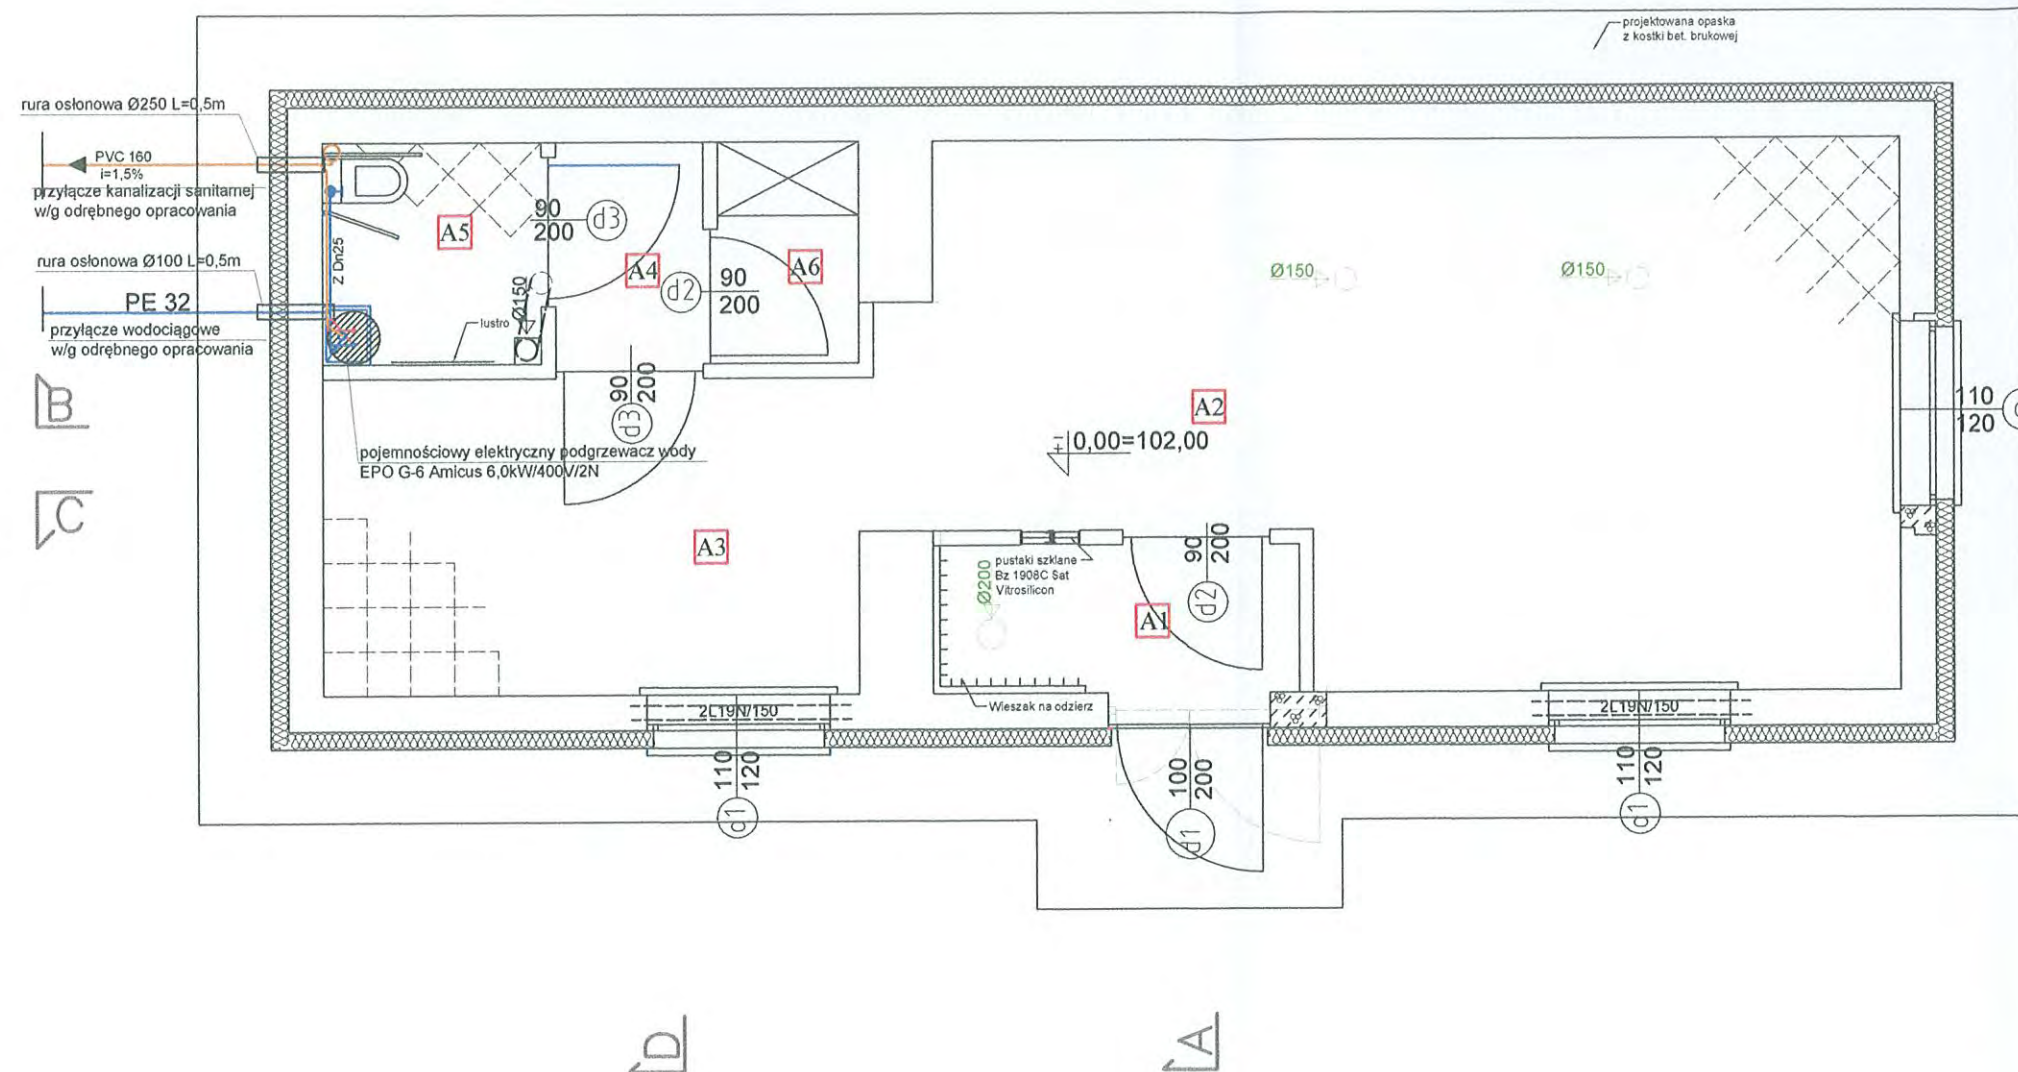 projektowana opaska
z kostki bet. brukowej
rura osłonowa Ø250 L=0,5m
PVC 160
i=1,5%
przyłącze kanalizacji sanitarnej
w/g odrębnego opracowania
rura osłonowa Ø100 L=0,5m
PE 32
przyłącze wodociągowe
w/g odrębnego opracowania
Z Dn25
A5
90
200
d3
A4
d2
90
200
A6
Ø150
lustro
Ø150
Ø150
90
200
d3
A2
±0,00=102,00
110
120
B
C
pojemnościowy elektryczny podgrzewacz wody
EPO G-6 Amicus 6,0kW/400V/2N
A3
Ø200
pustaki szklane
Bz 1908C Sat
Vitrosilicon
90
200
d2
A1
Wieszak na odzierz
2L19N/150
2L19N/150
110
120
d1
100
200
d1
110
120
d1
D
A